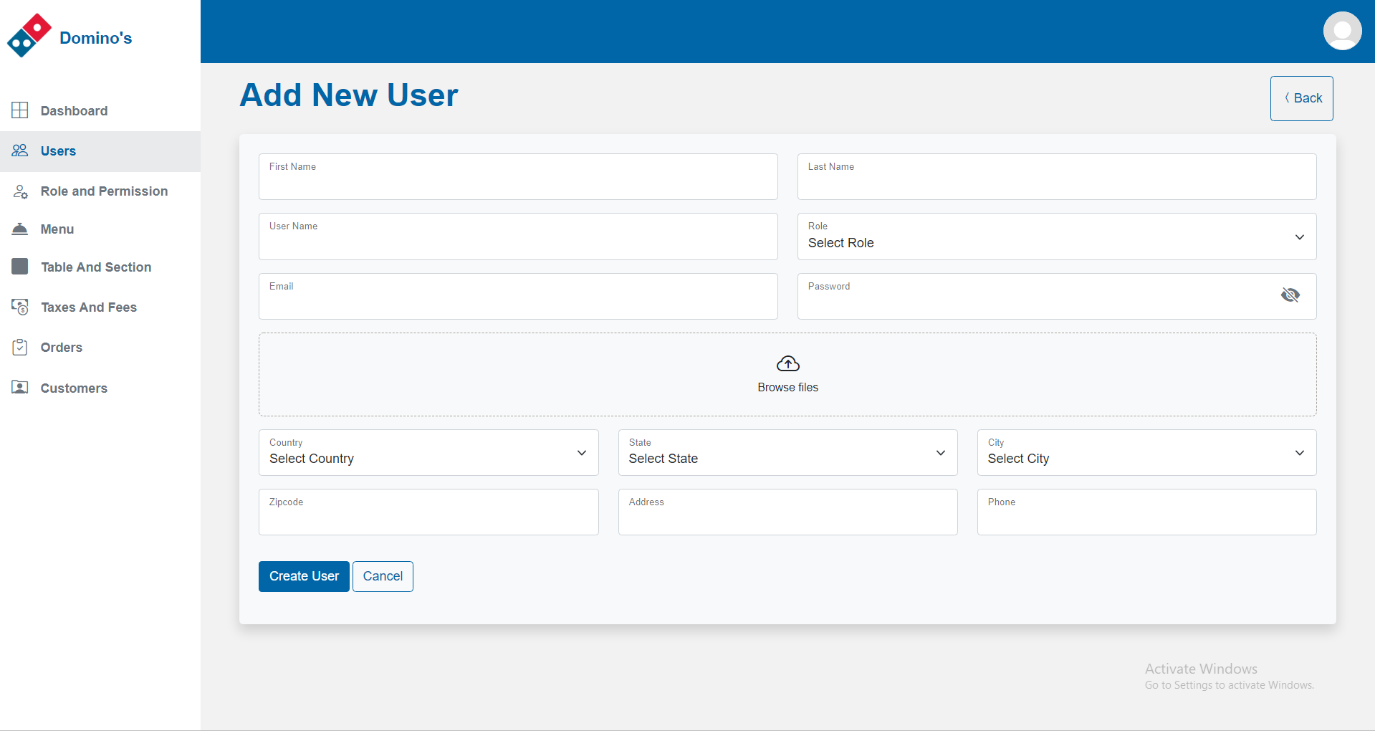 Domino's
Dashboard
Users
Role and Permission
Menu
Table And Section
Taxes And Fees
Orders
Customers
Add New User
Back
First Name
Last Name
User Name
Role
Select Role
Email
Password
Browse files
Country
Select Country
State
Select State
City
Select City
Zipcode
Address
Phone
Create User
Cancel
Activate Windows
Go to Settings to activate Windows.